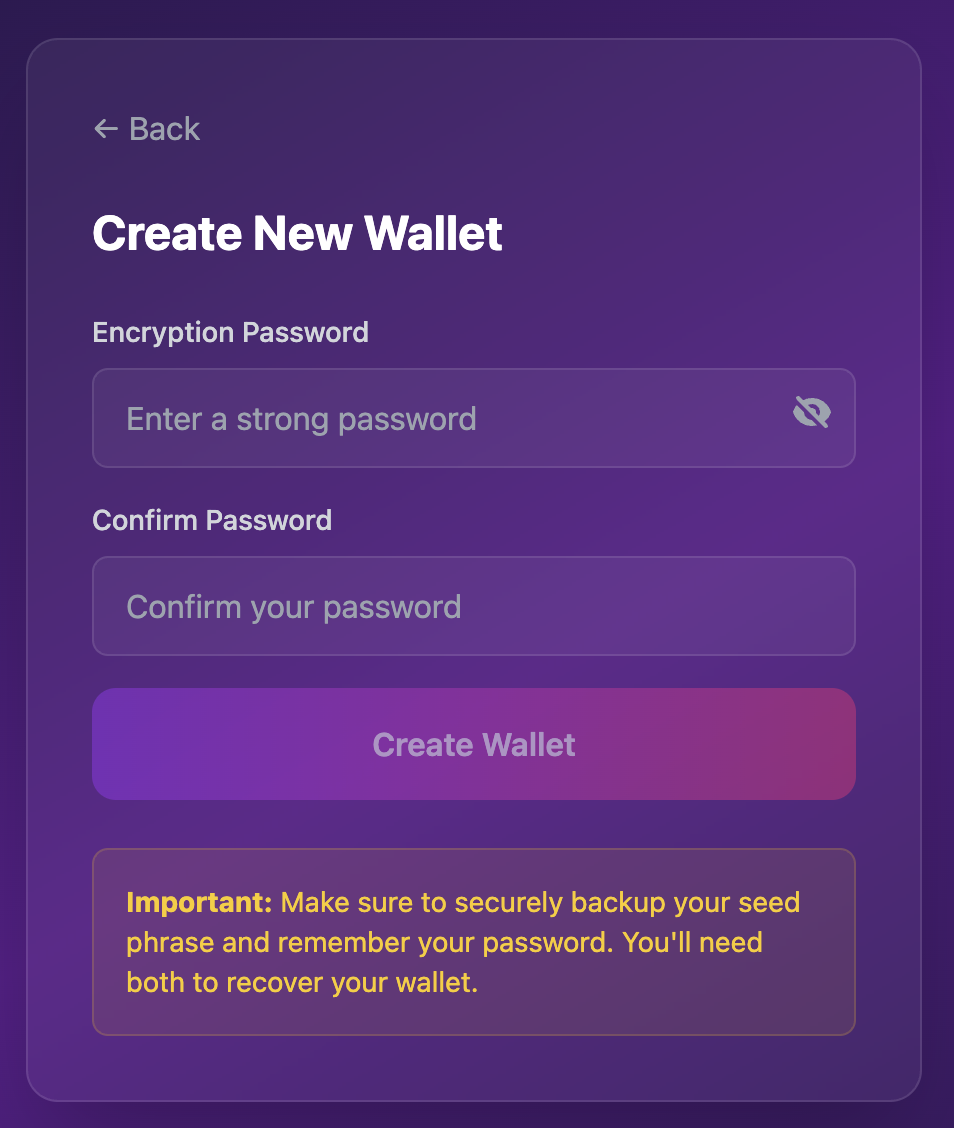 ← Back
Create New Wallet
Encryption Password
Enter a strong password
Confirm Password
Confirm your password
Create Wallet
Important: Make sure to securely backup your seed
phrase and remember your password. You'll need
both to recover your wallet.